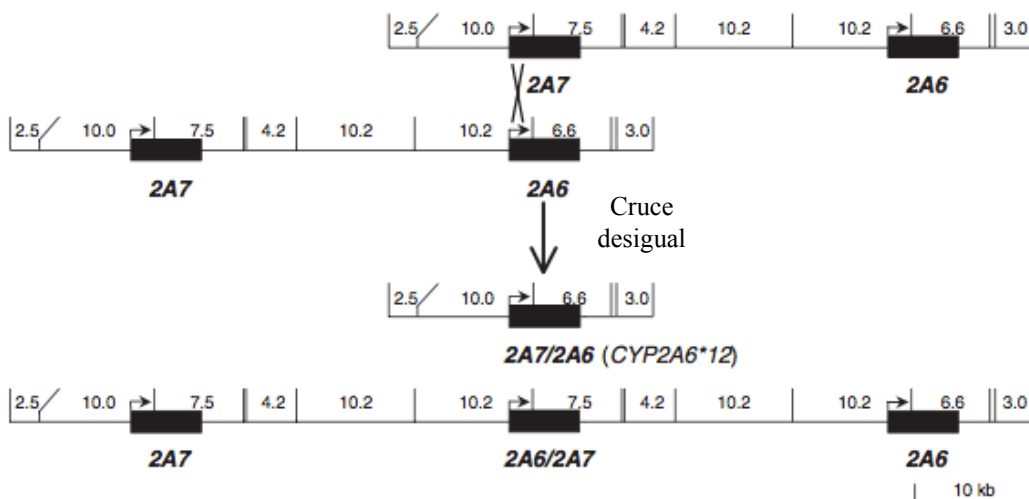 2.5 10.0 7.5 4.2 10.2 10.2 6.6 3.0
2A7 2A6
2.5 10.0 7.5 4.2 10.2 10.2 6.6 3.0
2A7 2A6
Cruce
desigual
2.5 10.0 6.6 3.0
2A7/2A6 (CYP2A6*12)
2.5 10.0 7.5 4.2 10.2 10.2 7.5 4.2 10.2 10.2 6.6 3.0
2A7 2A6/2A7 2A6
10 kb